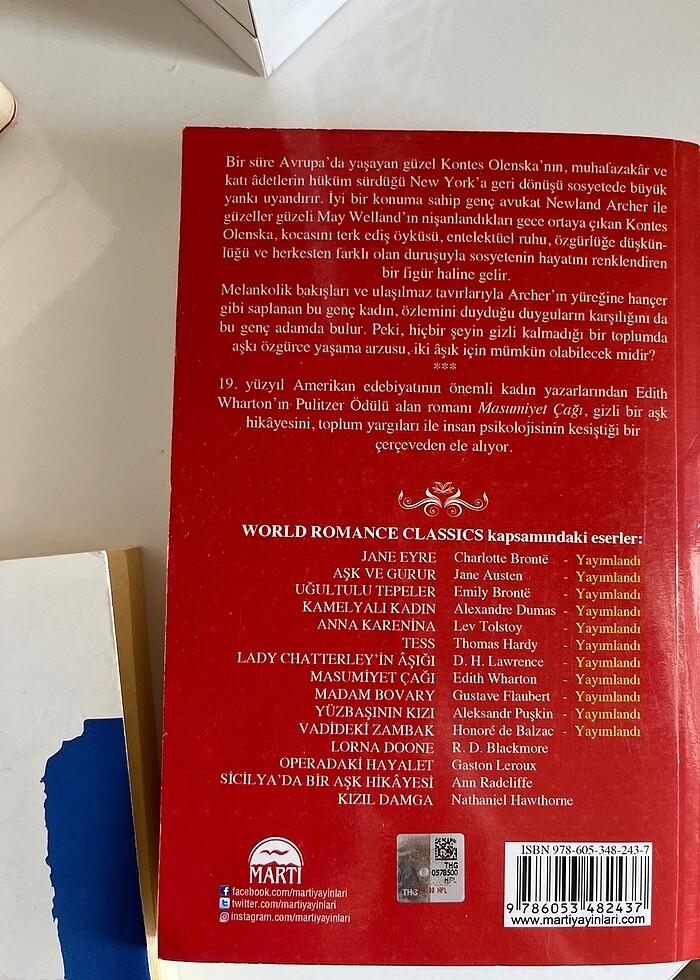 Bir süre Avrupa'da yaşayan güzel Kontes Olenska'nın, muhafazakâr ve
katı âdetlerin hüküm sürdüğü New York'a geri dönüşü sosyetede büyük
yankı uyandırır. İyi bir konuma sahip genç avukat Newland Archer ile
güzeller güzeli May Welland'ın nişanlandıkları gece ortaya çıkan Kontes
Olenska, kocasını terk ediş öyküsü, entelektüel ruhu, özgürlüğe düşkün-
lüğü ve herkesten farklı olan duruşuyla sosyetenin hayatını renklendiren
bir figür haline gelir.
Melankolik bakışları ve ulaşılmaz tavırlarıyla Archer'ın yüreğine hançer
gibi saplanan bu genç kadın, özlemini duyduğu duyguların karşılığını da
bu genç adamda bulur. Peki, hiçbir şeyin gizli kalmadığı bir toplumda
aşkı özgürce yaşama arzusu, iki âşık için mümkün olabilecek midir?
***
19. yüzyıl Amerikan edebiyatının önemli kadın yazarlarından Edith
Wharton'ın Pulitzer Ödülü alan romanı Masumiyet Çağı, gizli bir aşk
hikâyesini, toplum yargıları ile insan psikolojisinin kesiştiği bir
çerçeveden ele alıyor.
WORLD ROMANCE CLASSICS kapsamındaki eserler:
JANE EYRE Charlotte Brontë - Yayımlandı
AŞK VE GURUR Jane Austen - Yayımlandı
UĞULTULU TEPELER Emily Brontë - Yayımlandı
KAMELYALI KADIN Alexandre Dumas - Yayımlandı
ANNA KARENİNA Lev Tolstoy - Yayımlandı
TESS Thomas Hardy - Yayımlandı
LADY CHATTERLEY'İN ÂŞIĞI D. H. Lawrence - Yayımlandı
MASUMİYET ÇAĞI Edith Wharton - Yayımlandı
MADAM BOVARY Gustave Flaubert - Yayımlandı
YÜZBAŞININ KIZI Aleksandr Puşkin - Yayımlandı
VADİDEKİ ZAMBAK Honoré de Balzac - Yayımlandı
LORNA DOONE R. D. Blackmore
OPERADAKİ HAYALET Gaston Leroux
SİCİLYA'DA BİR AŞK HİKÂYESİ Ann Radcliffe
KIZIL DAMGA Nathaniel Hawthorne
MARTI
facebook.com/martiyayinlari
twitter.com/martiyayinlari
instagram.com/martiyayinlari
THG
0578500
HPL
THG
HPL
ISBN 978-605-348-243-7
9 786053 482437
www.martiyayinlari.com